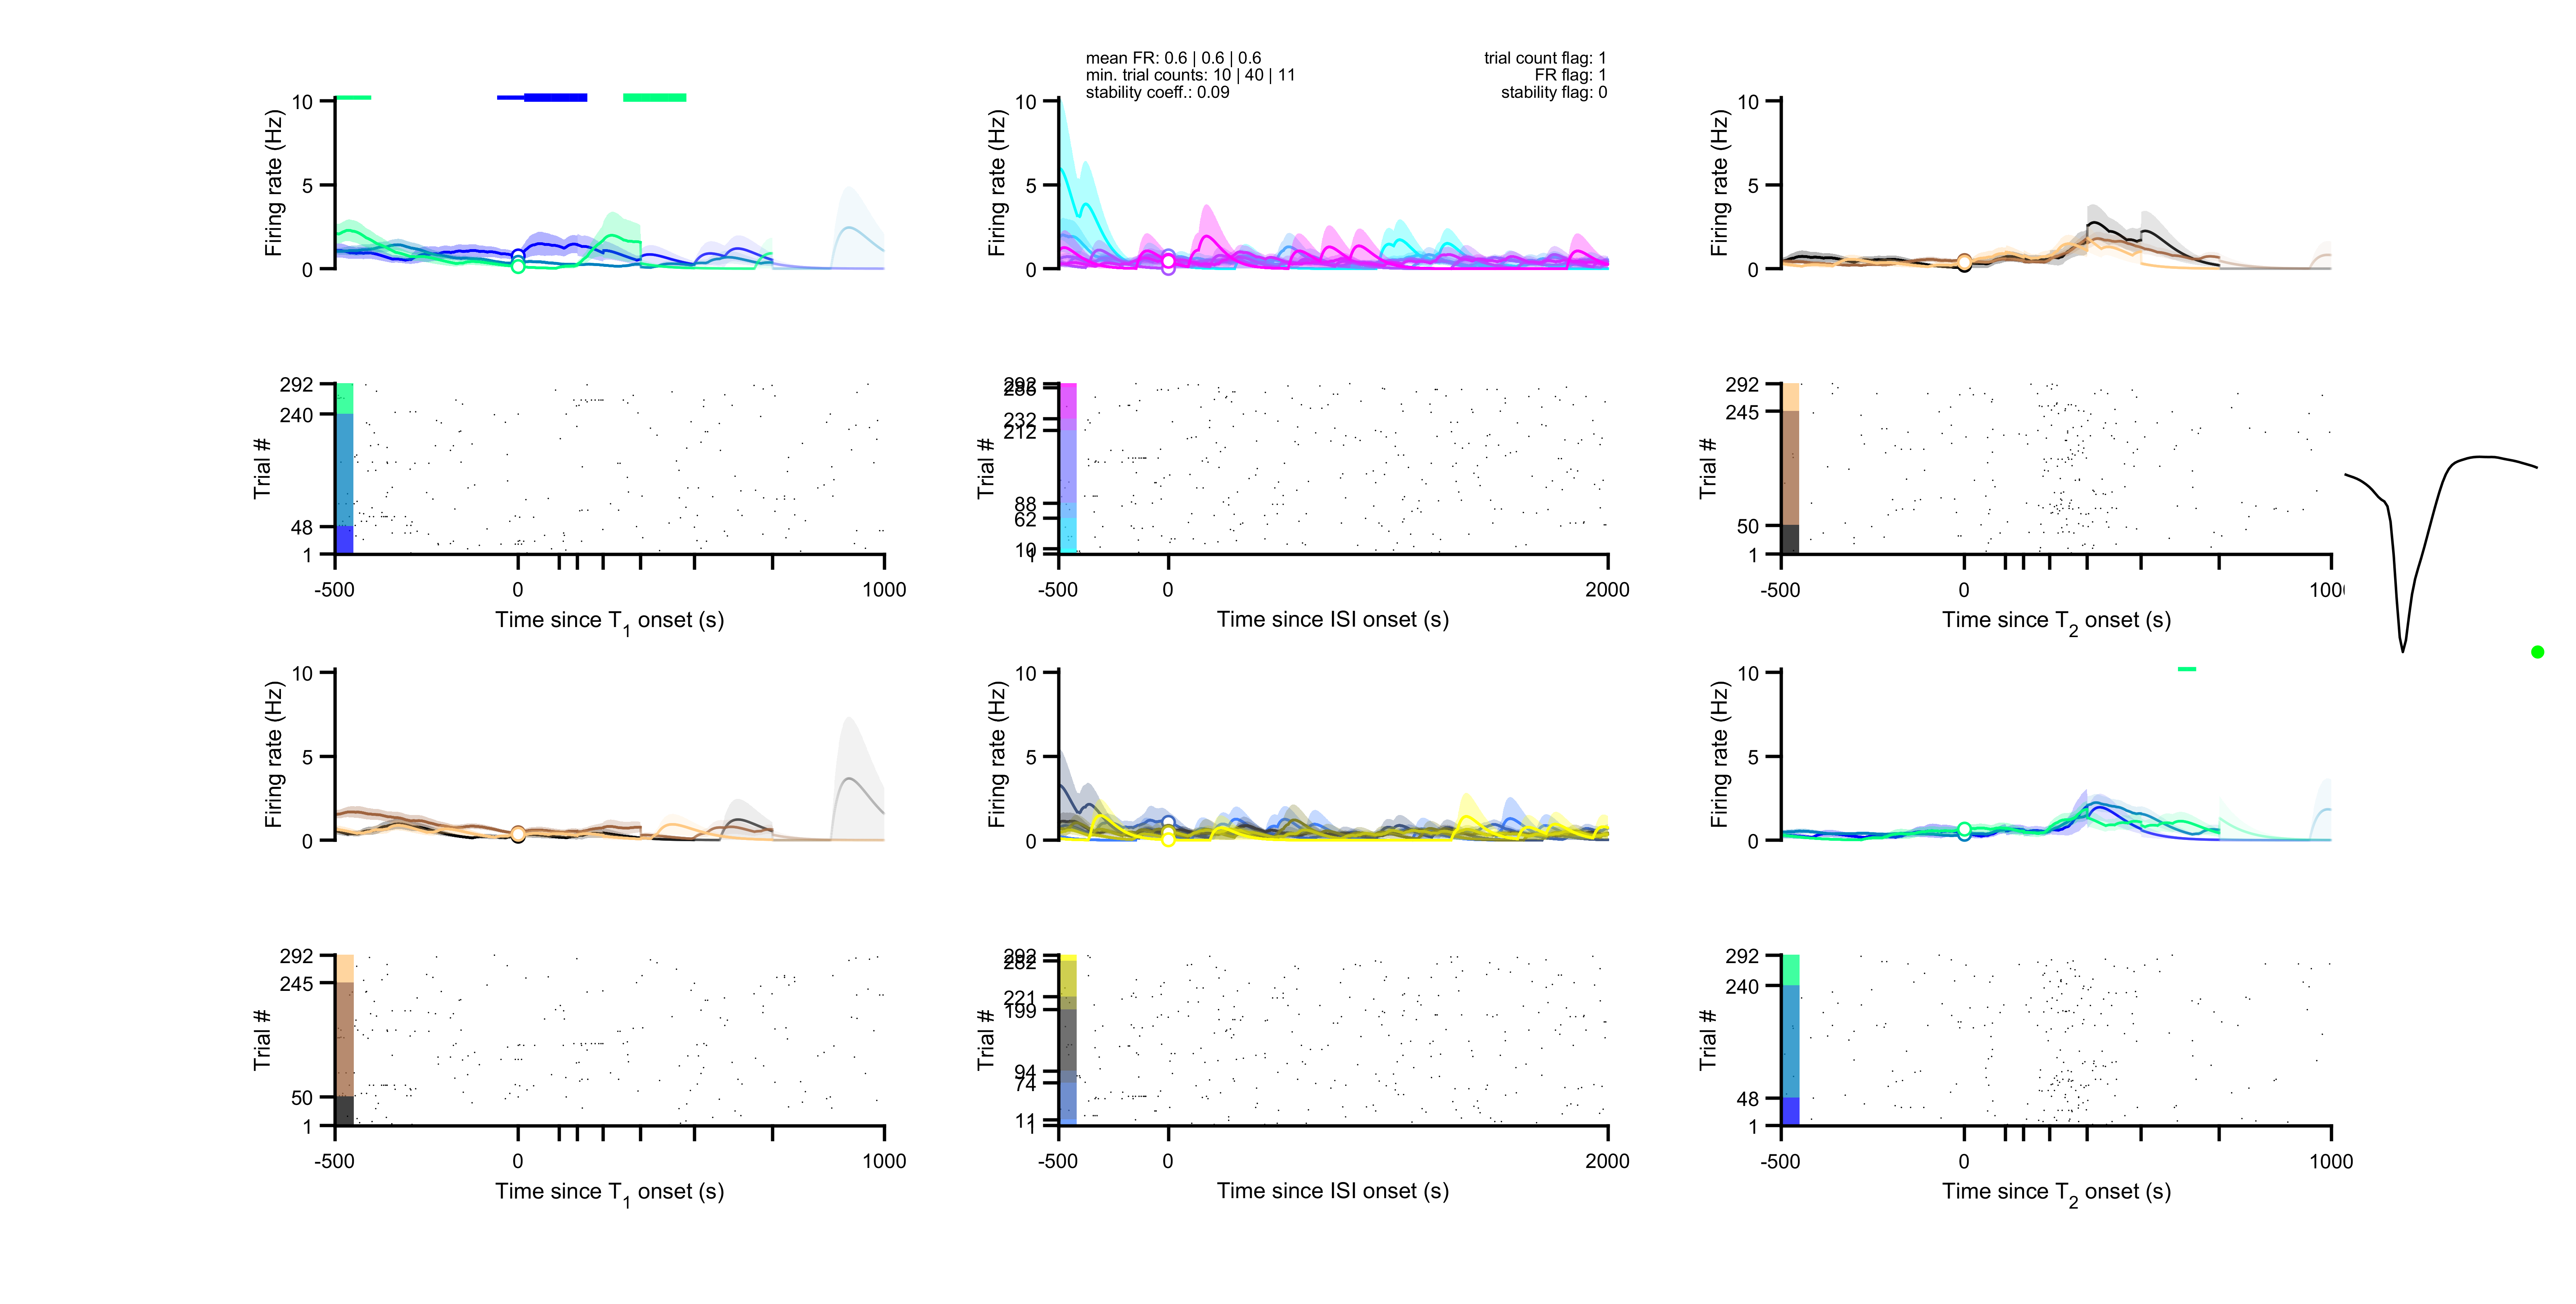 mean FR: 0.6 | 0.6 | 0.6
min. trial counts: 10 | 40 | 11
stability coeff.: 0.09
trial count flag: 1
FR flag: 1
stability flag: 0
10
5
0
Firing rate (Hz)
10
5
0
Firing rate (Hz)
10
5
0
Firing rate (Hz)
292
240
48
1
Trial #
-500
0
1000
Time since T1 onset (s)
292
286
232
212
88
62
10
1
Trial #
-500
0
2000
Time since ISI onset (s)
292
245
50
1
Trial #
-500
0
Time since T2 onset (s)
10
5
0
Firing rate (Hz)
10
5
0
Firing rate (Hz)
10
5
0
Firing rate (Hz)
292
245
50
1
Trial #
-500
0
1000
Time since T1 onset (s)
292
282
221
199
94
74
11
1
Trial #
-500
0
2000
Time since ISI onset (s)
292
240
48
1
Trial #
-500
0
1000
Time since T2 onset (s)